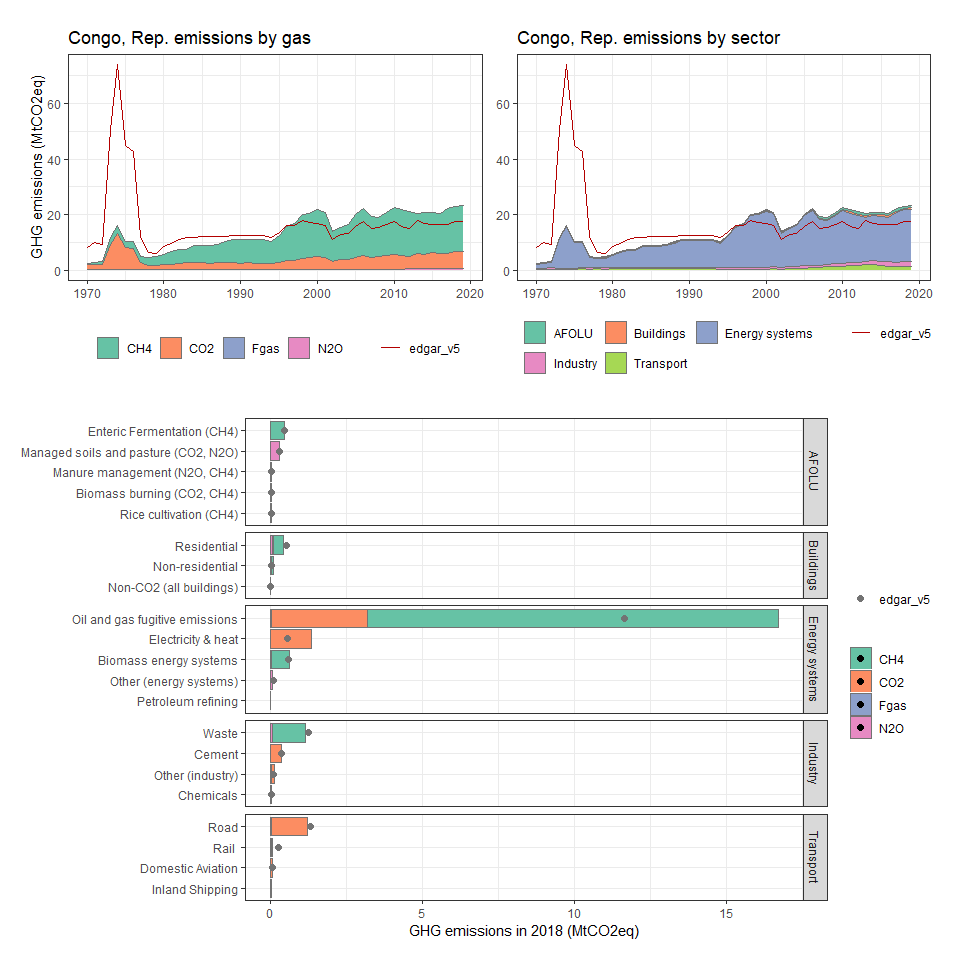 Congo, Rep. emissions by gas
GHG emissions (MtCO2eq)
60
40
20
0
1970 1980 1990 2000 2010 2020
CH4 CO2 Fgas N2O edgar_v5
Congo, Rep. emissions by sector
60
40
20
0
1970 1980 1990 2000 2010 2020
AFOLU Buildings Energy systems edgar_v5
Industry Transport
Enteric Fermentation (CH4)
Managed soils and pasture (CO2, N2O)
Manure management (N2O, CH4)
Biomass burning (CO2, CH4)
Rice cultivation (CH4)
AFOLU
Residential
Non-residential
Non-CO2 (all buildings)
Buildings
Oil and gas fugitive emissions
Electricity & heat
Biomass energy systems
Other (energy systems)
Petroleum refining
Energy systems
Waste
Cement
Other (industry)
Chemicals
Industry
Road
Rail
Domestic Aviation
Inland Shipping
Transport
0 5 10 15
GHG emissions in 2018 (MtCO2eq)
edgar_v5
CH4
CO2
Fgas
N2O